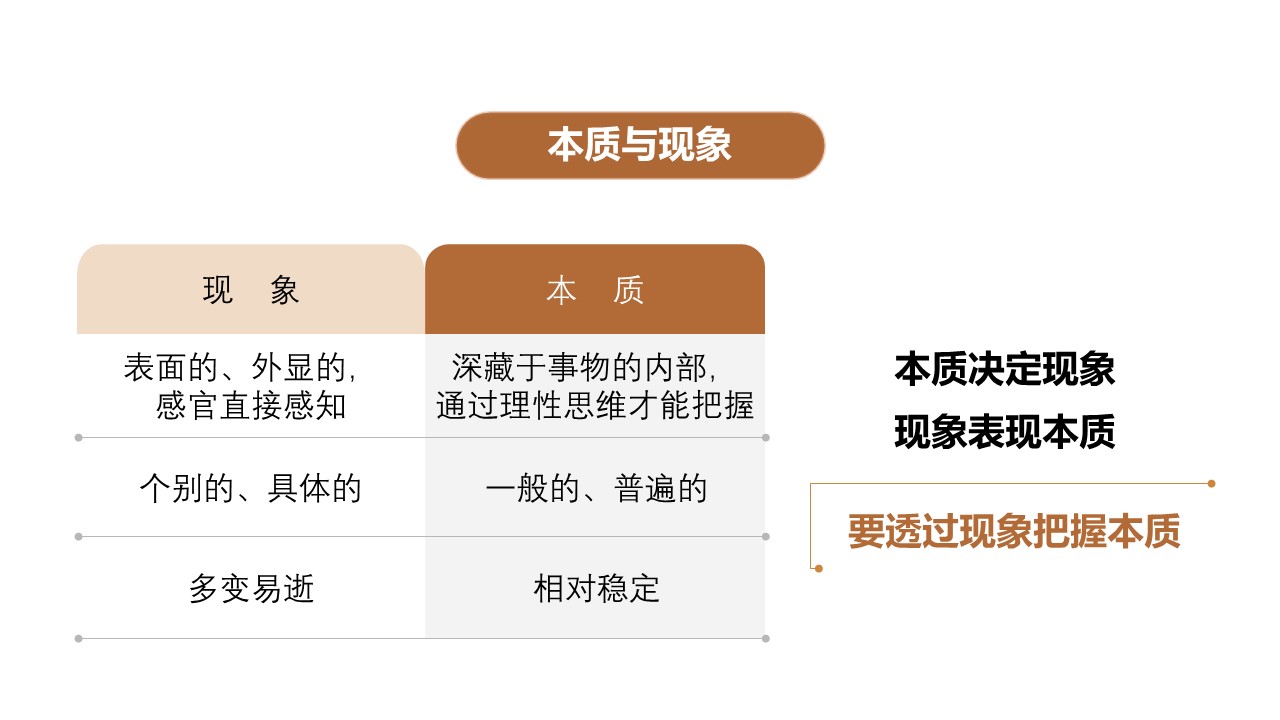 本质与现象
现 象
本 质
表面的、外显的,
感官直接感知
深藏于事物的内部,
通过理性思维才能把握
个别的、具体的
一般的、普遍的
多变易逝
相对稳定
本质决定现象
现象表现本质
要透过现象把握本质